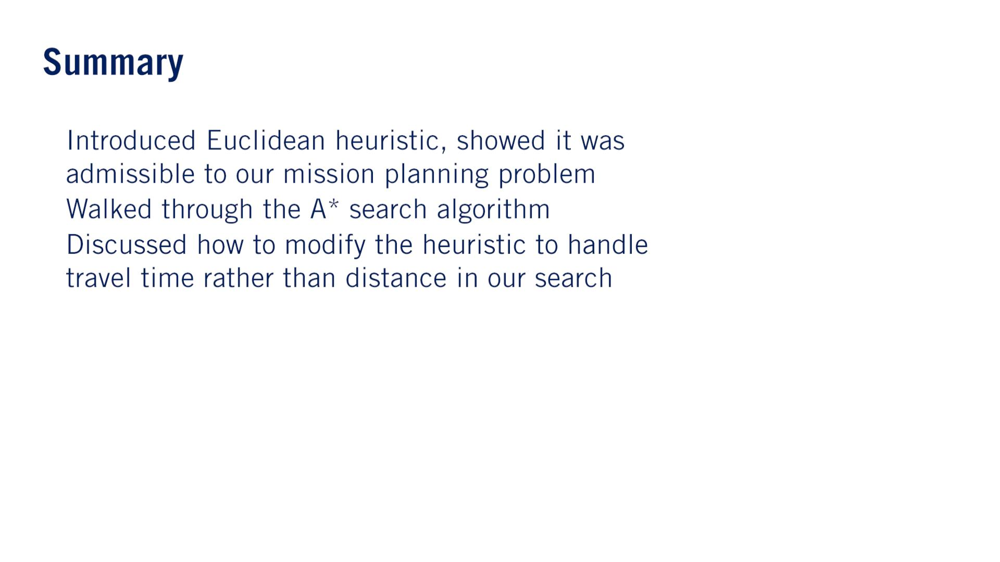 Summary
Introduced Euclidean heuristic, showed it was
admissible to our mission planning problem
Walked through the A* search algorithm
Discussed how to modify the heuristic to handle
travel time rather than distance in our search